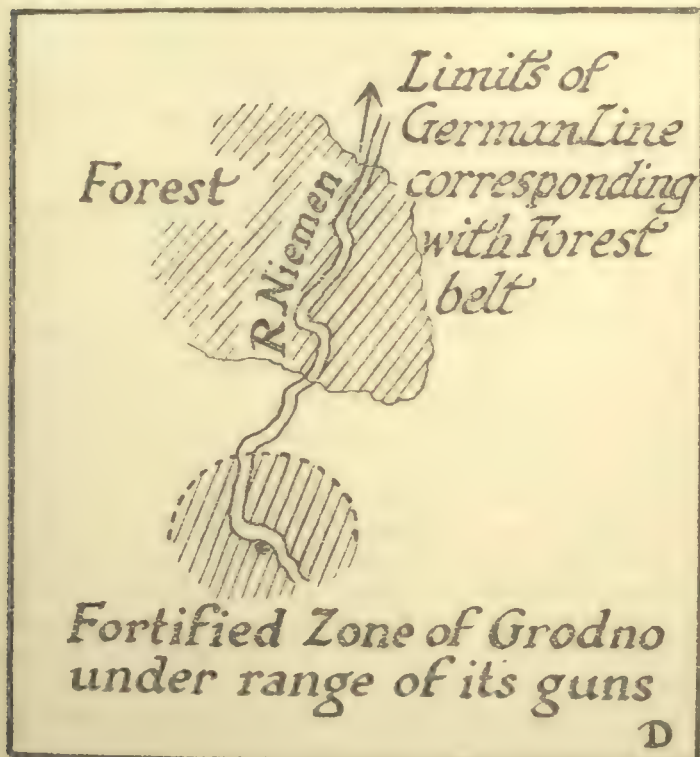 Limits of
German Line
corresponding
with Forest
belt
Forest
R Niemen
Fortified Zone of Grodno
under range of its guns
D